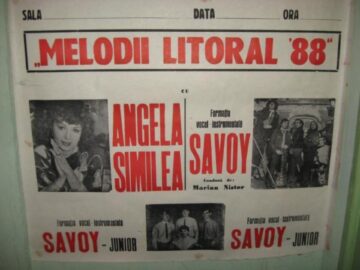 SALA DATA ORA
„MELODII LITORAL '88"
cu
ANGELA
SIMILEA
Formația
vocal-instrumentală
SAVOY
Condusă de:
Marian Nistor
Formația vocal-instrumentală
SAVOY - JUNIOR
Formația vocal-instrumentală
SAVOY - JUNIOR